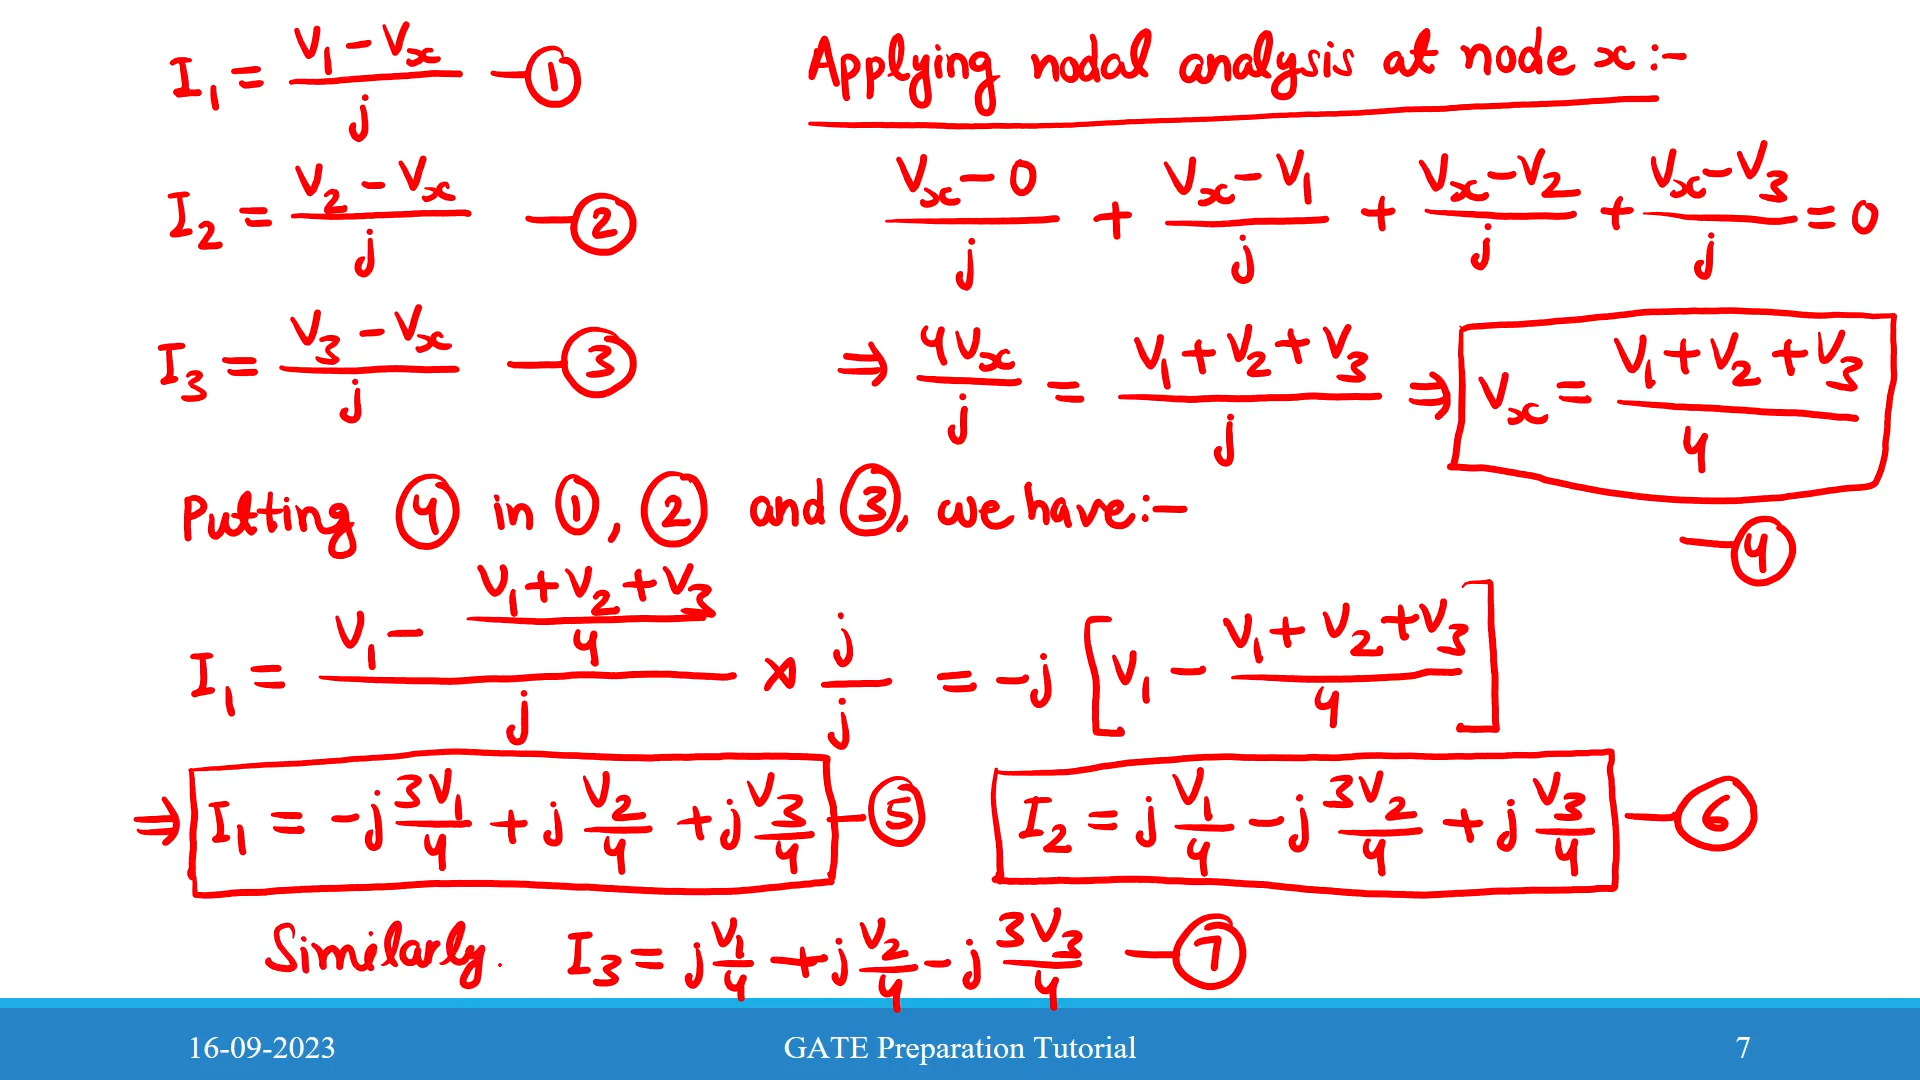 I₁ = (V₁ − Vx)/j —①
I₂ = (V₂ − Vx)/j —②
I₃ = (V₃ − Vx)/j —③
Applying nodal analysis at node x:-
(Vx − 0)/j + (Vx − V₁)/j + (Vx − V₂)/j + (Vx − V₃)/j = 0
⇒ 4Vx/j = (V₁ + V₂ + V₃)/j ⇒ Vx = (V₁ + V₂ + V₃)/4
—④
Putting ④ in ①, ② and ③, we have:-
I₁ = (V₁ − (V₁ + V₂ + V₃)/4)/j × j/j = −j [V₁ − (V₁ + V₂ + V₃)/4]
⇒ I₁ = −j 3V₁/4 + j V₂/4 + j V₃/4 —⑤ I₂ = j V₁/4 − j 3V₂/4 + j V₃/4 —⑥
Similarly. I₃ = j V₁/4 + j V₂/4 − j 3V₃/4 —⑦
16-09-2023 GATE Preparation Tutorial 7